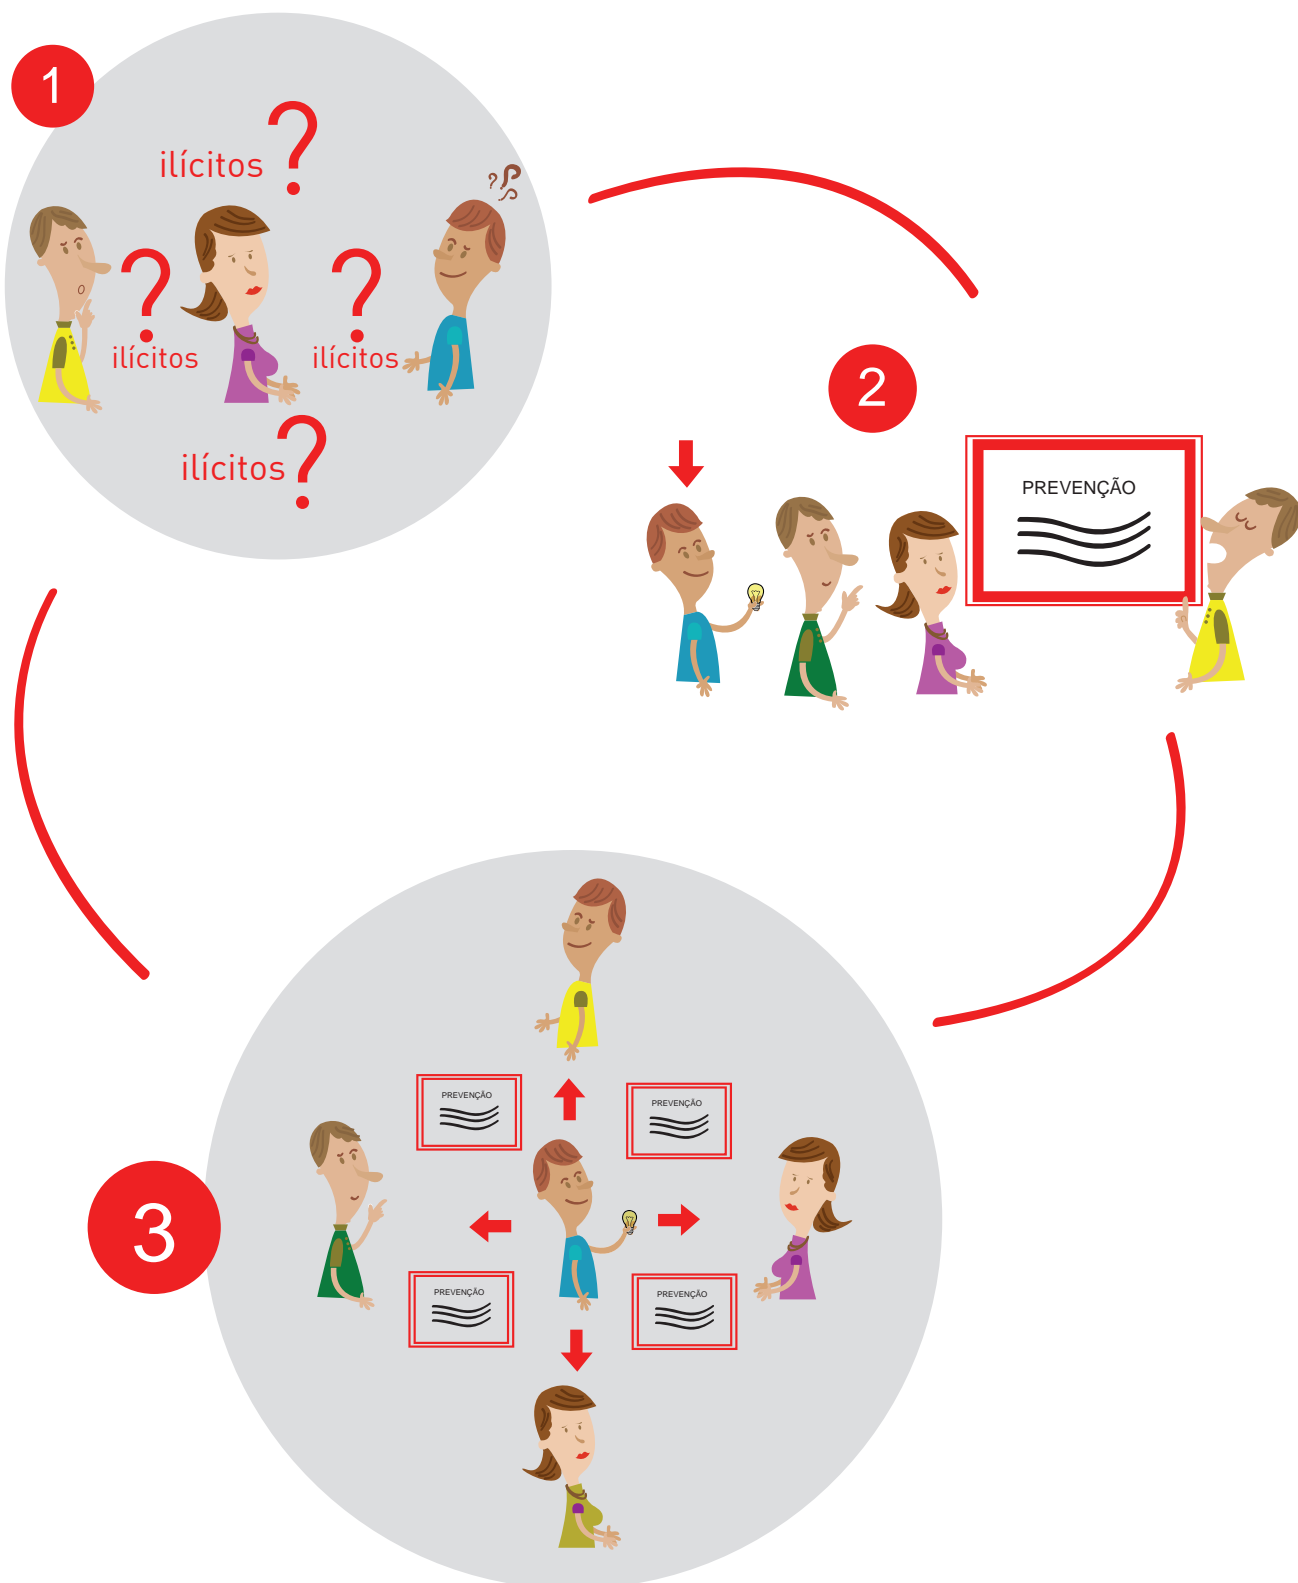 1
ilícitos ?
? ?
ilícitos ilícitos
ilícitos ?
2
PREVENÇÃO
PREVENÇÃO
PREVENÇÃO
3
PREVENÇÃO
PREVENÇÃO